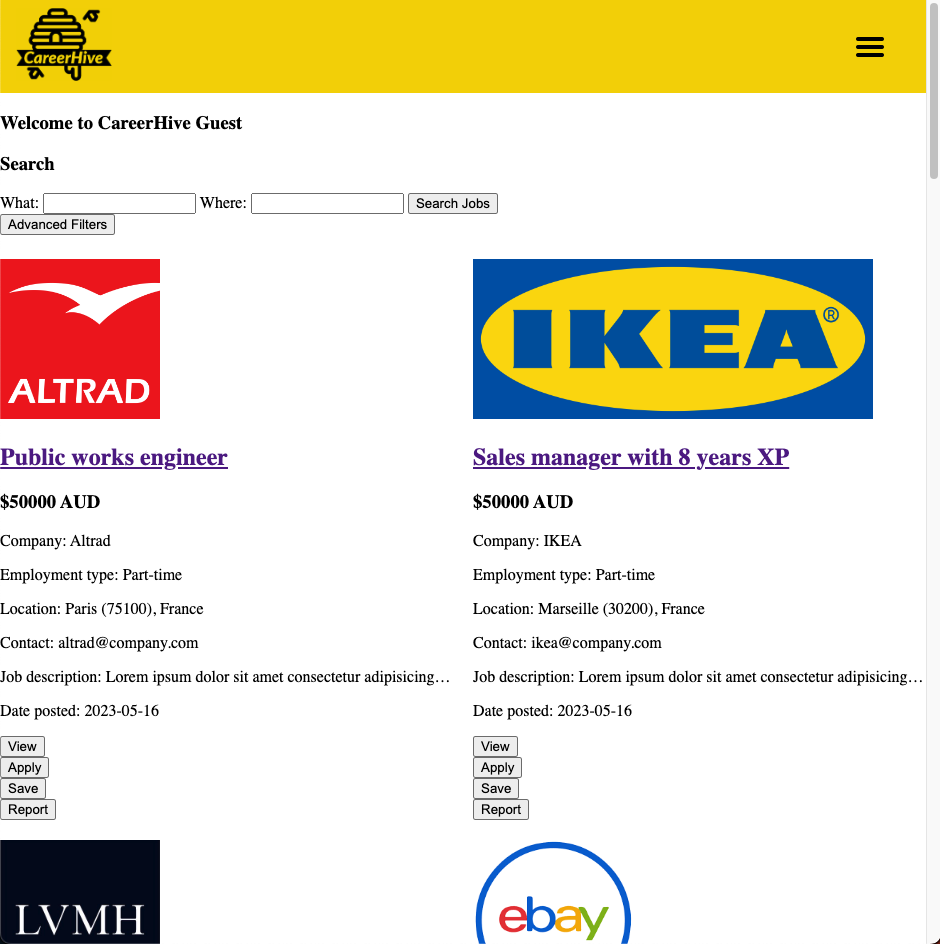 CareerHive
Welcome to CareerHive Guest
Search
What: Where: Search Jobs
Advanced Filters
ALTRAD
Public works engineer
$50000 AUD
Company: Altrad
Employment type: Part-time
Location: Paris (75100), France
Contact: altrad@company.com
Job description: Lorem ipsum dolor sit amet consectetur adipisicing…
Date posted: 2023-05-16
View
Apply
Save
Report
IKEA®
Sales manager with 8 years XP
$50000 AUD
Company: IKEA
Employment type: Part-time
Location: Marseille (30200), France
Contact: ikea@company.com
Job description: Lorem ipsum dolor sit amet consectetur adipisicing…
Date posted: 2023-05-16
View
Apply
Save
Report
LVMH
ebay